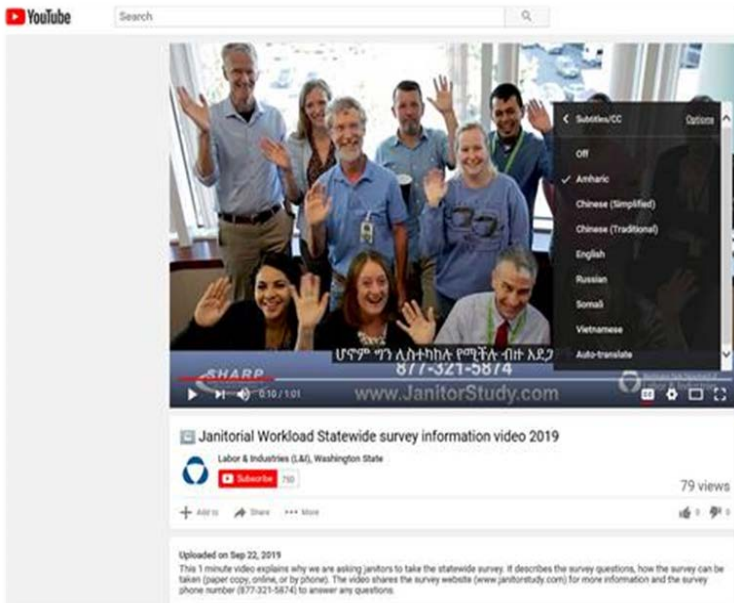 YouTube
Search
Subtitles/CC Options
Off
Amharic
Chinese (Simplified)
Chinese (Traditional)
English
Russian
Somali
Vietnamese
Auto-translate
ሆኖም ግን ሊስተካከሉ የሚችሉ ብዙ አደጋ
SHARP
877-321-5874
www.JanitorStudy.com
Labor & Industries
0:10 / 1:01
Janitorial Workload Statewide survey information video 2019
Labor & Industries (L&I), Washington State
Subscribe 750
79 views
Add to Share More
0 0
Uploaded on Sep 22, 2019
This 1 minute video explains why we are asking janitors to take the statewide survey. It describes the survey questions, how the survey can be
taken (paper copy, online, or by phone). The video shares the survey website (www.janitorstudy.com) for more information and the survey
phone number (877-321-5874) to answer any questions.